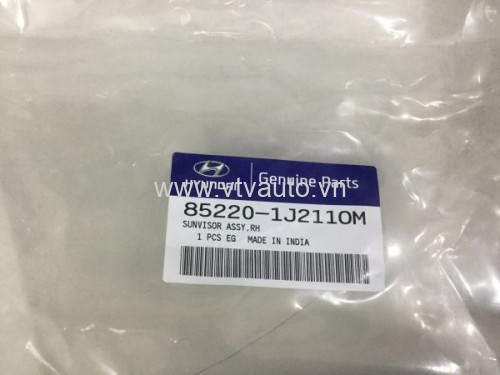 HYUNDAI | Genuine Parts
www.vtvauto.vn
85220-1J2110M
SUNVISOR ASSY.RH
1 PCS EG MADE IN INDIA